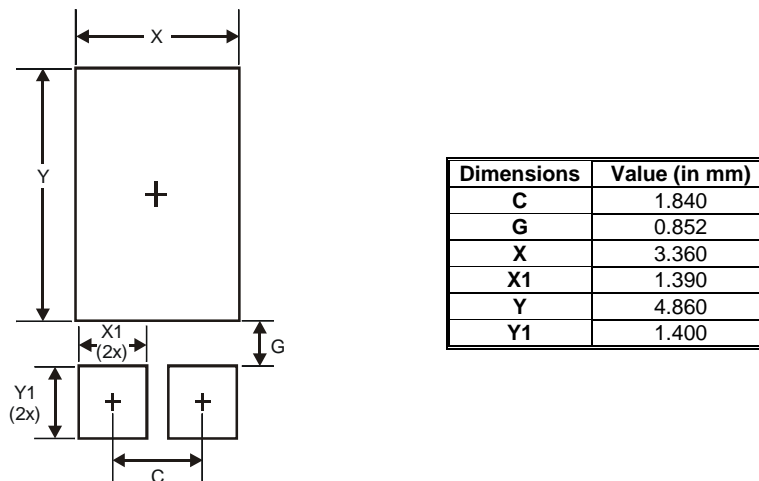 X
Y
X1
(2x)
G
Y1
(2x)
C
Dimensions Value (in mm)
C 1.840
G 0.852
X 3.360
X1 1.390
Y 4.860
Y1 1.400